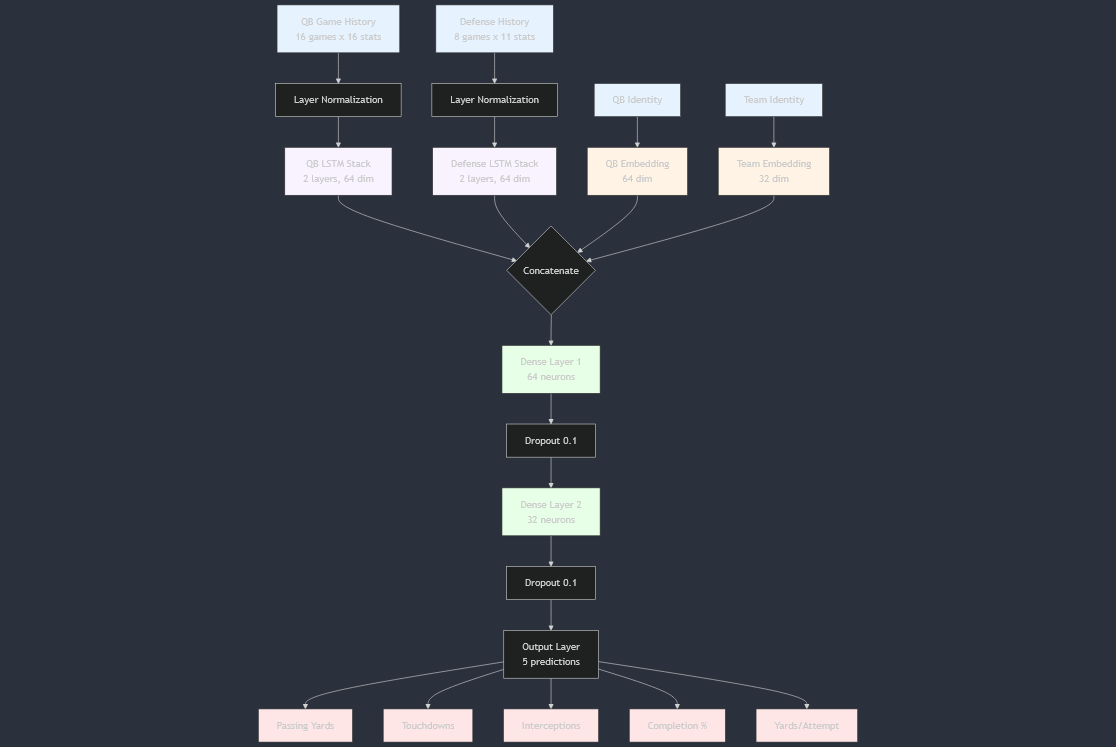 QB Game History
16 games x 16 stats
Defense History
8 games x 11 stats
Layer Normalization
Layer Normalization
QB Identity
Team Identity
QB LSTM Stack
2 layers, 64 dim
Defense LSTM Stack
2 layers, 64 dim
QB Embedding
64 dim
Team Embedding
32 dim
Concatenate
Dense Layer 1
64 neurons
Dropout 0.1
Dense Layer 2
32 neurons
Dropout 0.1
Output Layer
5 predictions
Passing Yards
Touchdowns
Interceptions
Completion %
Yards/Attempt